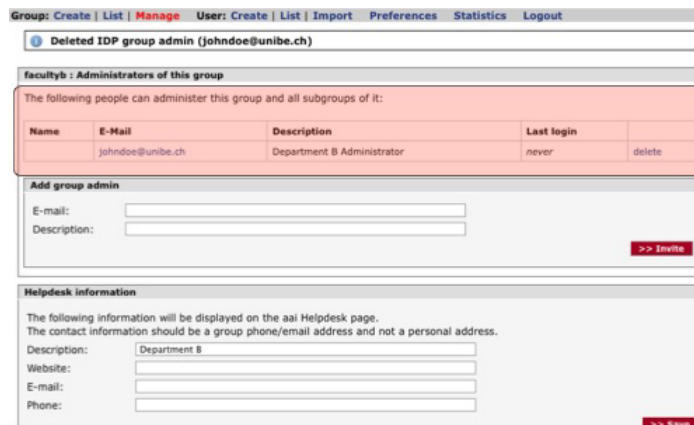 Group: Create | List | Manage User: Create | List | Import Preferences Statistics Logout
Deleted IDP group admin (johndoe@unibe.ch)
facultyb : Administrators of this group
The following people can administer this group and all subgroups of it:
Name E-Mail Description Last login
johndoe@unibe.ch Department B Administrator never delete
Add group admin
E-mail:
Description:
>> Invite
Helpdesk information
The following information will be displayed on the aai Helpdesk page.
The contact information should be a group phone/email address and not a personal address.
Description: Department B
Website:
E-mail:
Phone:
>> Save